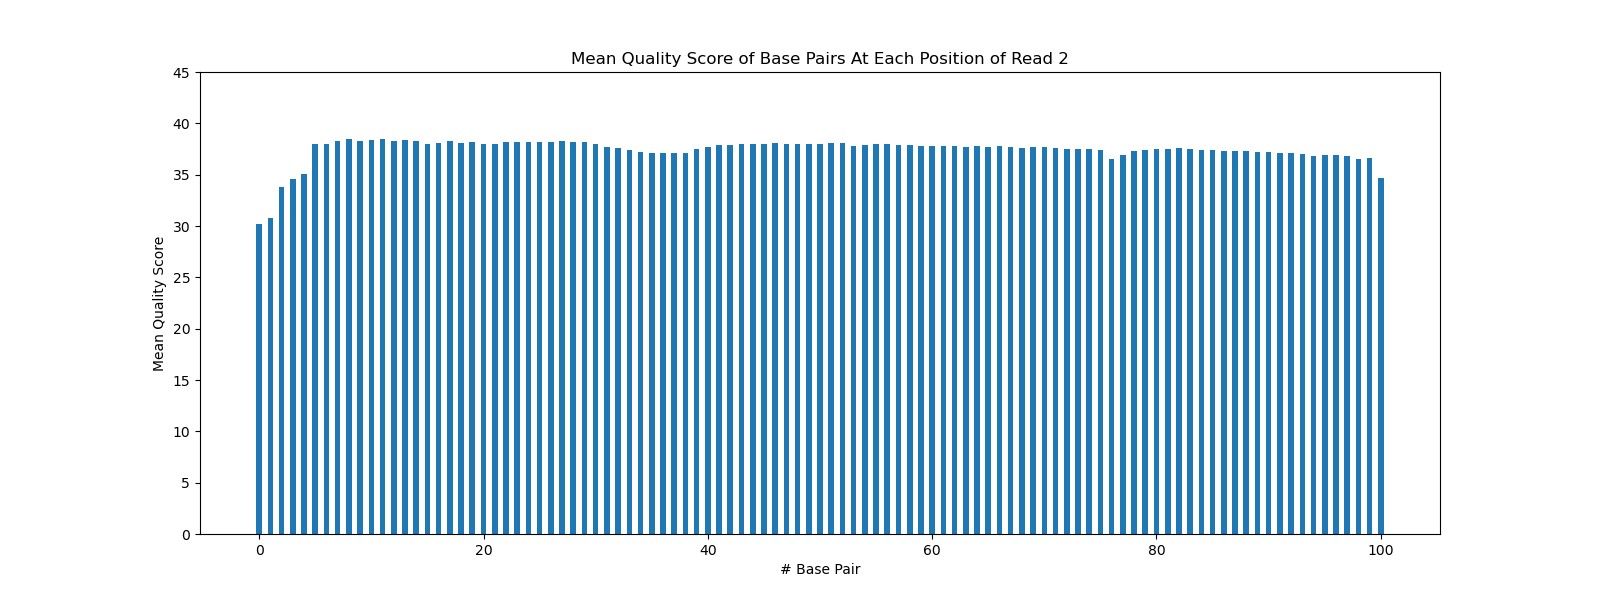 Mean Quality Score of Base Pairs At Each Position of Read 2
45
40
35
30
25
20
15
10
5
0
Mean Quality Score
0 20 40 60 80 100
# Base Pair